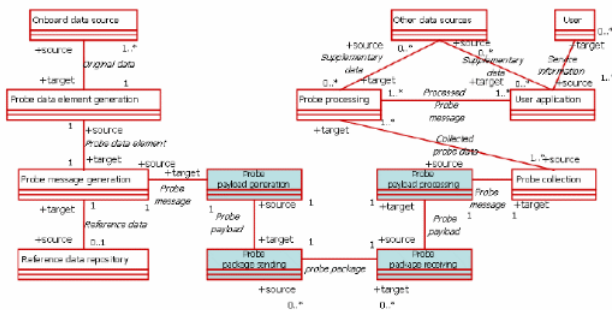 Onboard data source
Other data sources
User
+source
1..*
Original data
+target
1
+source
0..*
Supplementary
data
0..*
+target
+source
0..*
Supplementary
data
+target
0..*
+target
Service
information
+source
1..*
Probe data element generation
Probe processing
1..*
Processed
Probe
message
1..*
User application
1
+source
Probe data element
1
+target
+target
1..*
Collected
probe data
1..*
+source
Probe message generation
+source
1
Probe
message
+target
1
Probe
payload generation
+source
Probe
payload processing
1
+target
Probe
message
1
Probe collection
+target
1
Reference data
+source
0..1
Reference data repository
+source
1
Probe
payload
+target
1
Probe
package sending
+target
1
Probe
payload
+source
1
Probe
package receiving
probe package
+source
0..*
+target
0..*